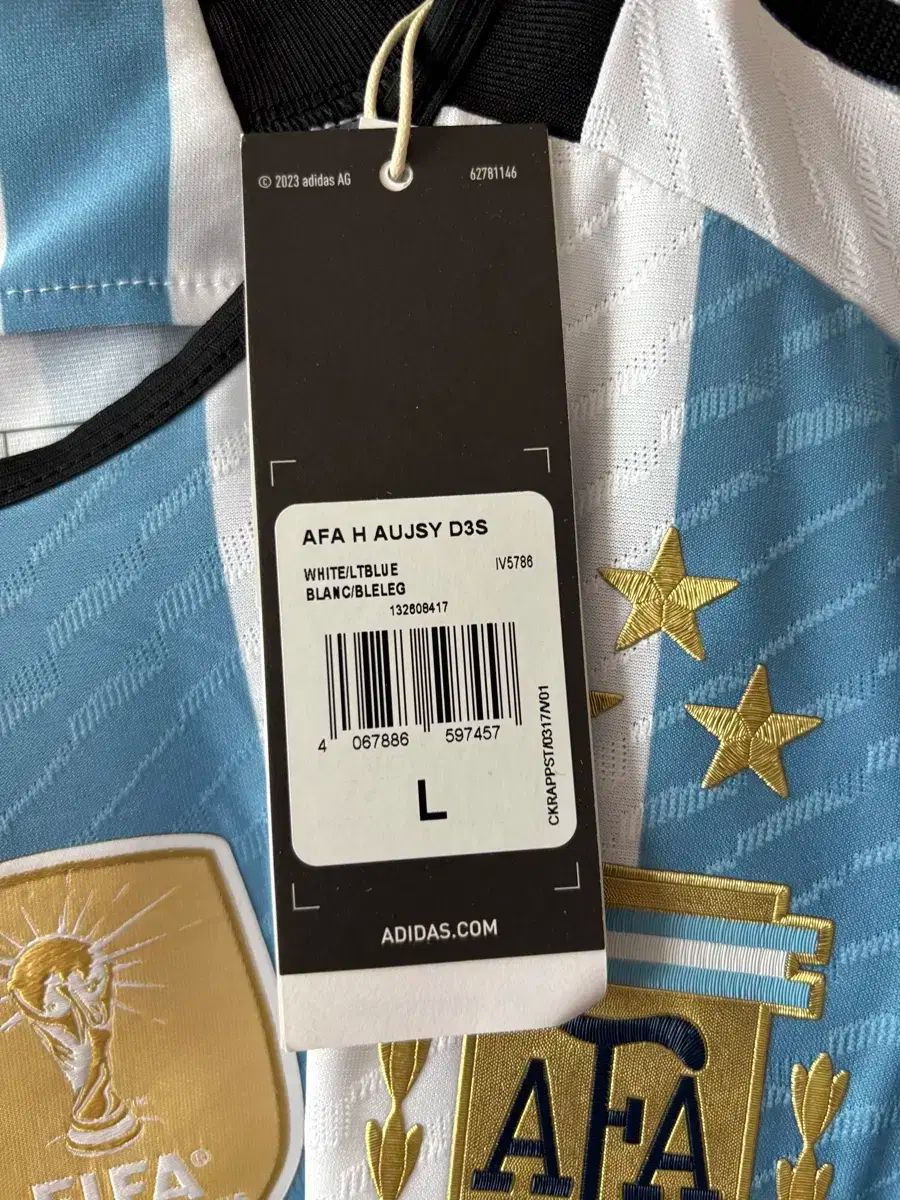 © 2023 adidas AG
62781146
AFA H AUJSY D3S
WHITE/LTBLUE
IV5786
BLANC/BLELEG
132608417
4 067886 597457
L
CKRAPPST/0317/V01
ADIDAS.COM
AFA
FIFA®